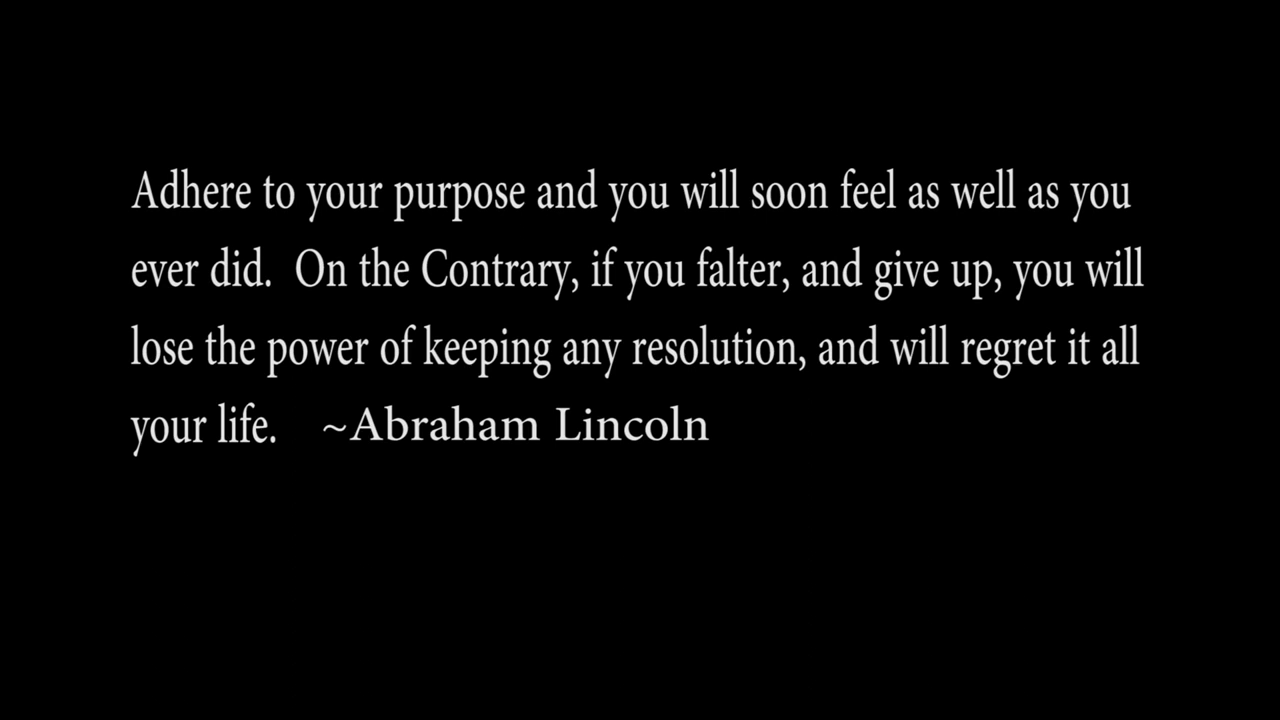 Adhere to your purpose and you will soon feel as well as you
ever did.  On the Contrary, if you falter, and give up, you will
lose the power of keeping any resolution, and will regret it all
your life.    ~Abraham Lincoln